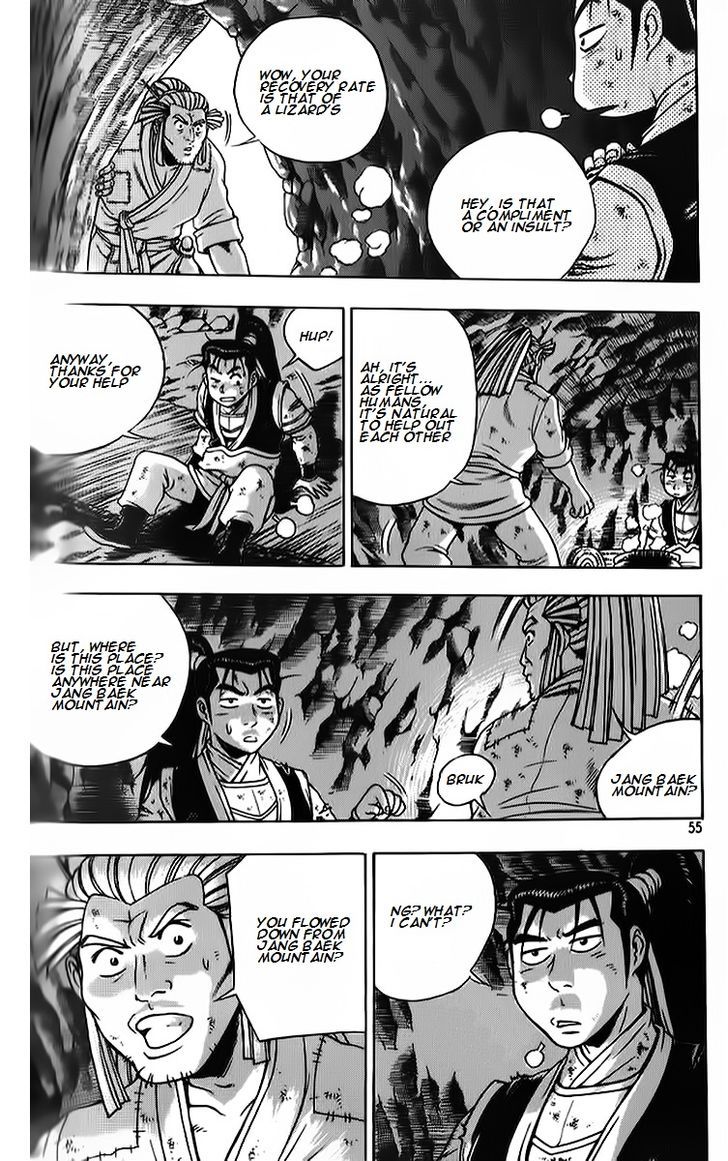 WOW, YOUR
RECOVERY RATE
IS THAT OF
A LIZARD'S
HEY, IS THAT
A COMPLIMENT
OR AN INSULT?
ANYWAY,
THANKS FOR
YOUR HELP
HUP!
AH, IT'S
ALRIGHT...
AS FELLOW
HUMANS,
IT'S NATURAL
TO HELP OUT
EACH OTHER
BUT, WHERE
IS THIS PLACE?
IS THIS PLACE
ANYWHERE NEAR
JANG BAEK
MOUNTAIN?
BRUK
JANG BAEK
MOUNTAIN?
55
YOU FLOWED
DOWN FROM
JANG BAEK
MOUNTAIN?
NG? WHAT?
I CAN'T?